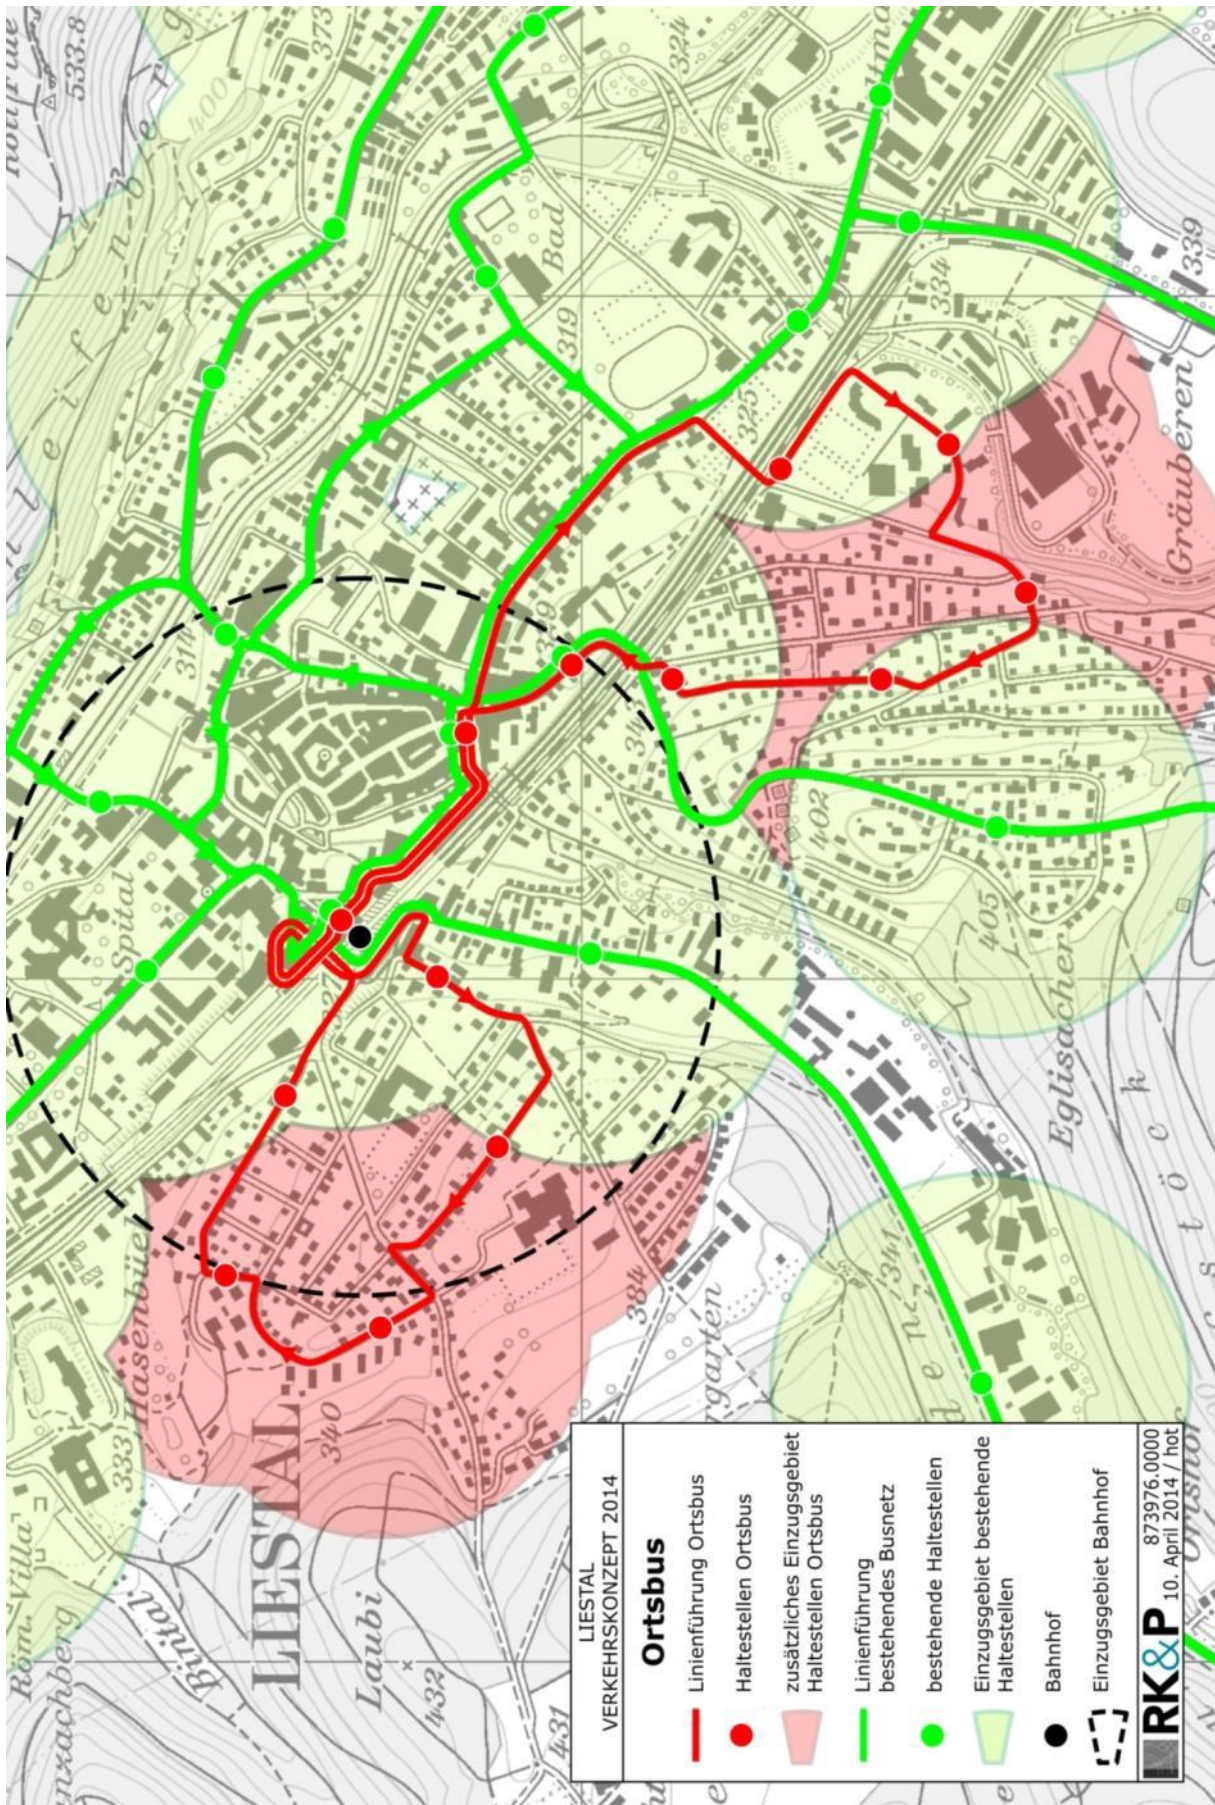 LIESTAL
VERKEHRSKONZEPT 2014
Ortsbus
Linienführung Ortsbus
Haltestellen Ortsbus
zusätzliches Einzugsgebiet
Haltestellen Ortsbus
Linienführung
bestehendes Busnetz
bestehende Haltestellen
Einzugsgebiet bestehende
Haltestellen
Bahnhof
Einzugsgebiet Bahnhof
RK&P
873976.0000
10. April 2014 / hot
LIESTAL
Röm. Villa
Bintal
Laubi
432
431
333
340
384
341
Spital
314
327
402
405
Eglisacher
Gräuberen
339
334
325
319
Bad
324
373
400
533.8